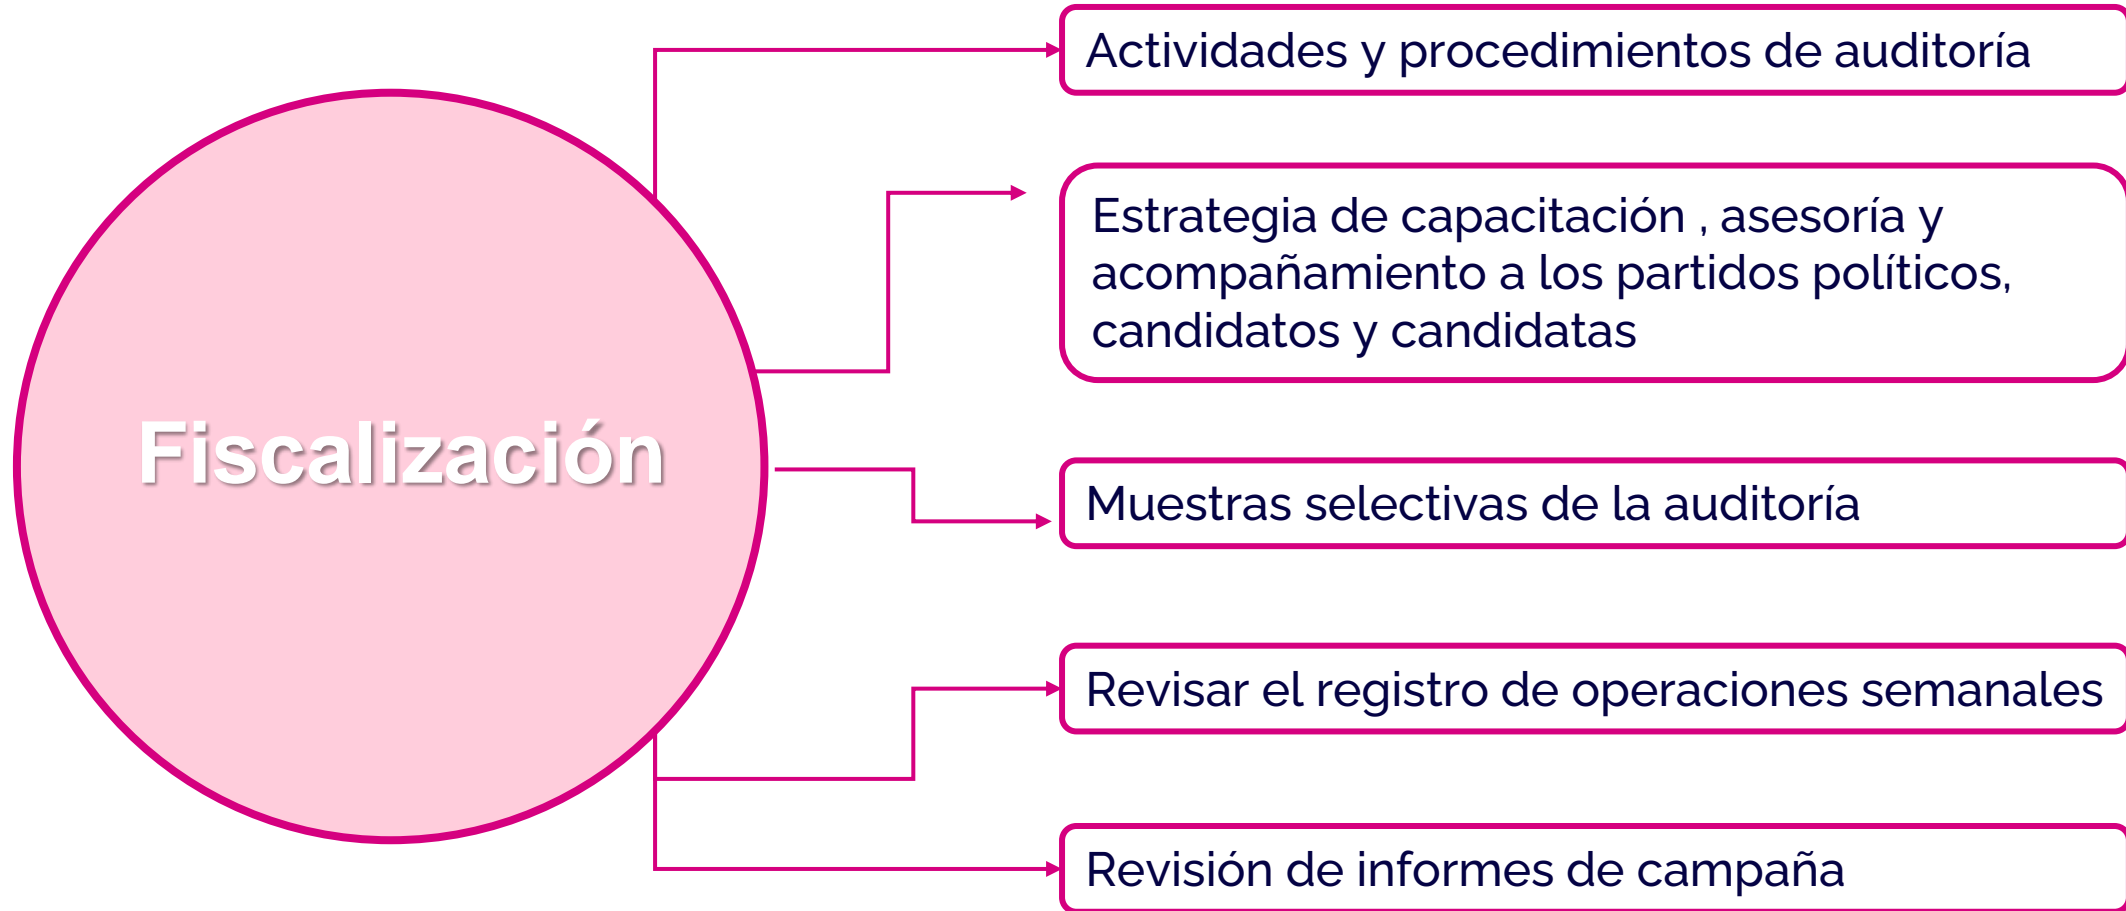 Fiscalización
Actividades y procedimientos de auditoría
Estrategia de capacitación , asesoría y
acompañamiento a los partidos políticos,
candidatos y candidatas
Muestras selectivas de la auditoría
Revisar el registro de operaciones semanales
Revisión de informes de campaña